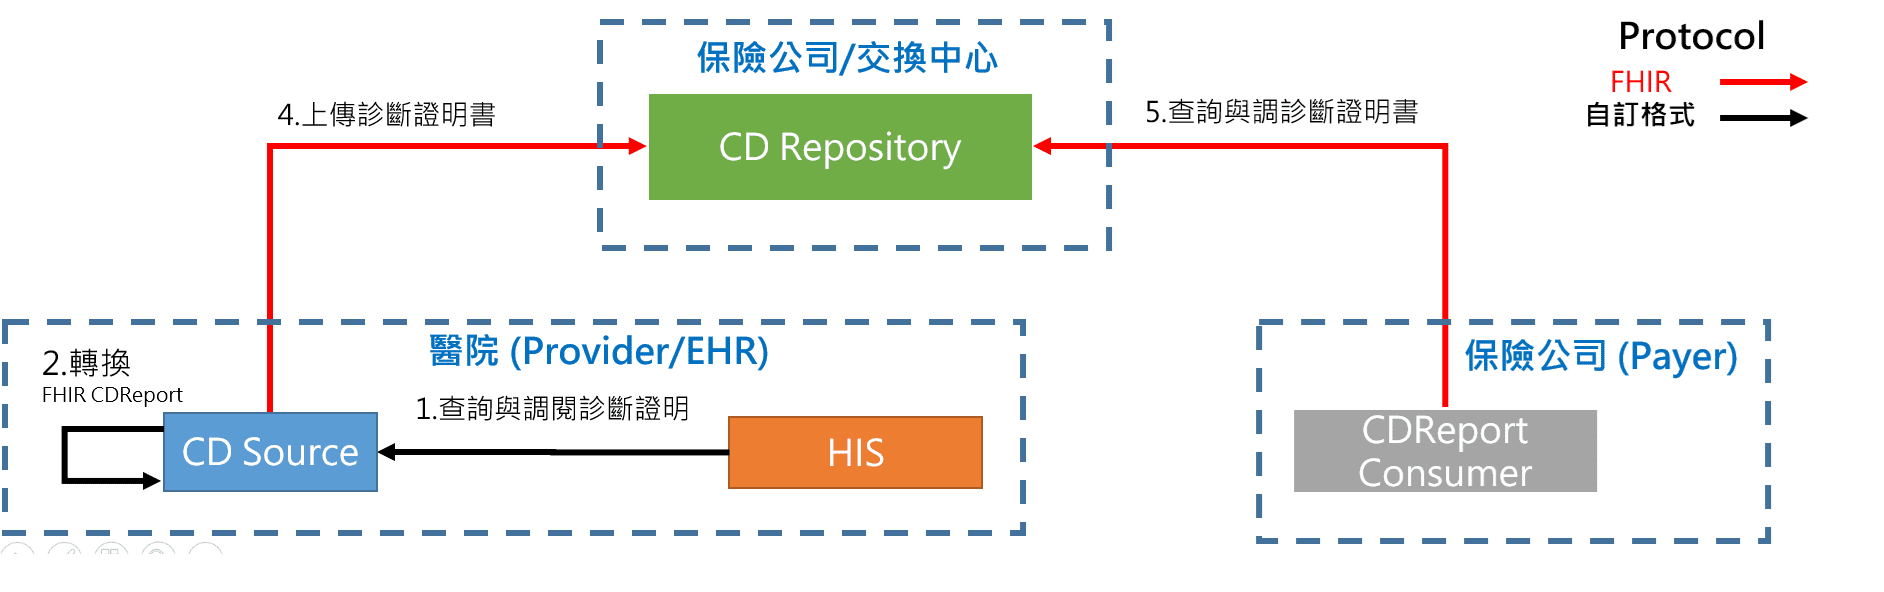 保險公司/交換中心
Protocol
FHIR
自訂格式
4.上傳診斷證明書
CD Repository
5.查詢與調診斷證明書
醫院 (Provider/EHR)
2.轉換
FHIR CDReport
1.查詢與調閱診斷證明
CD Source
HIS
保險公司 (Payer)
CDReport
Consumer